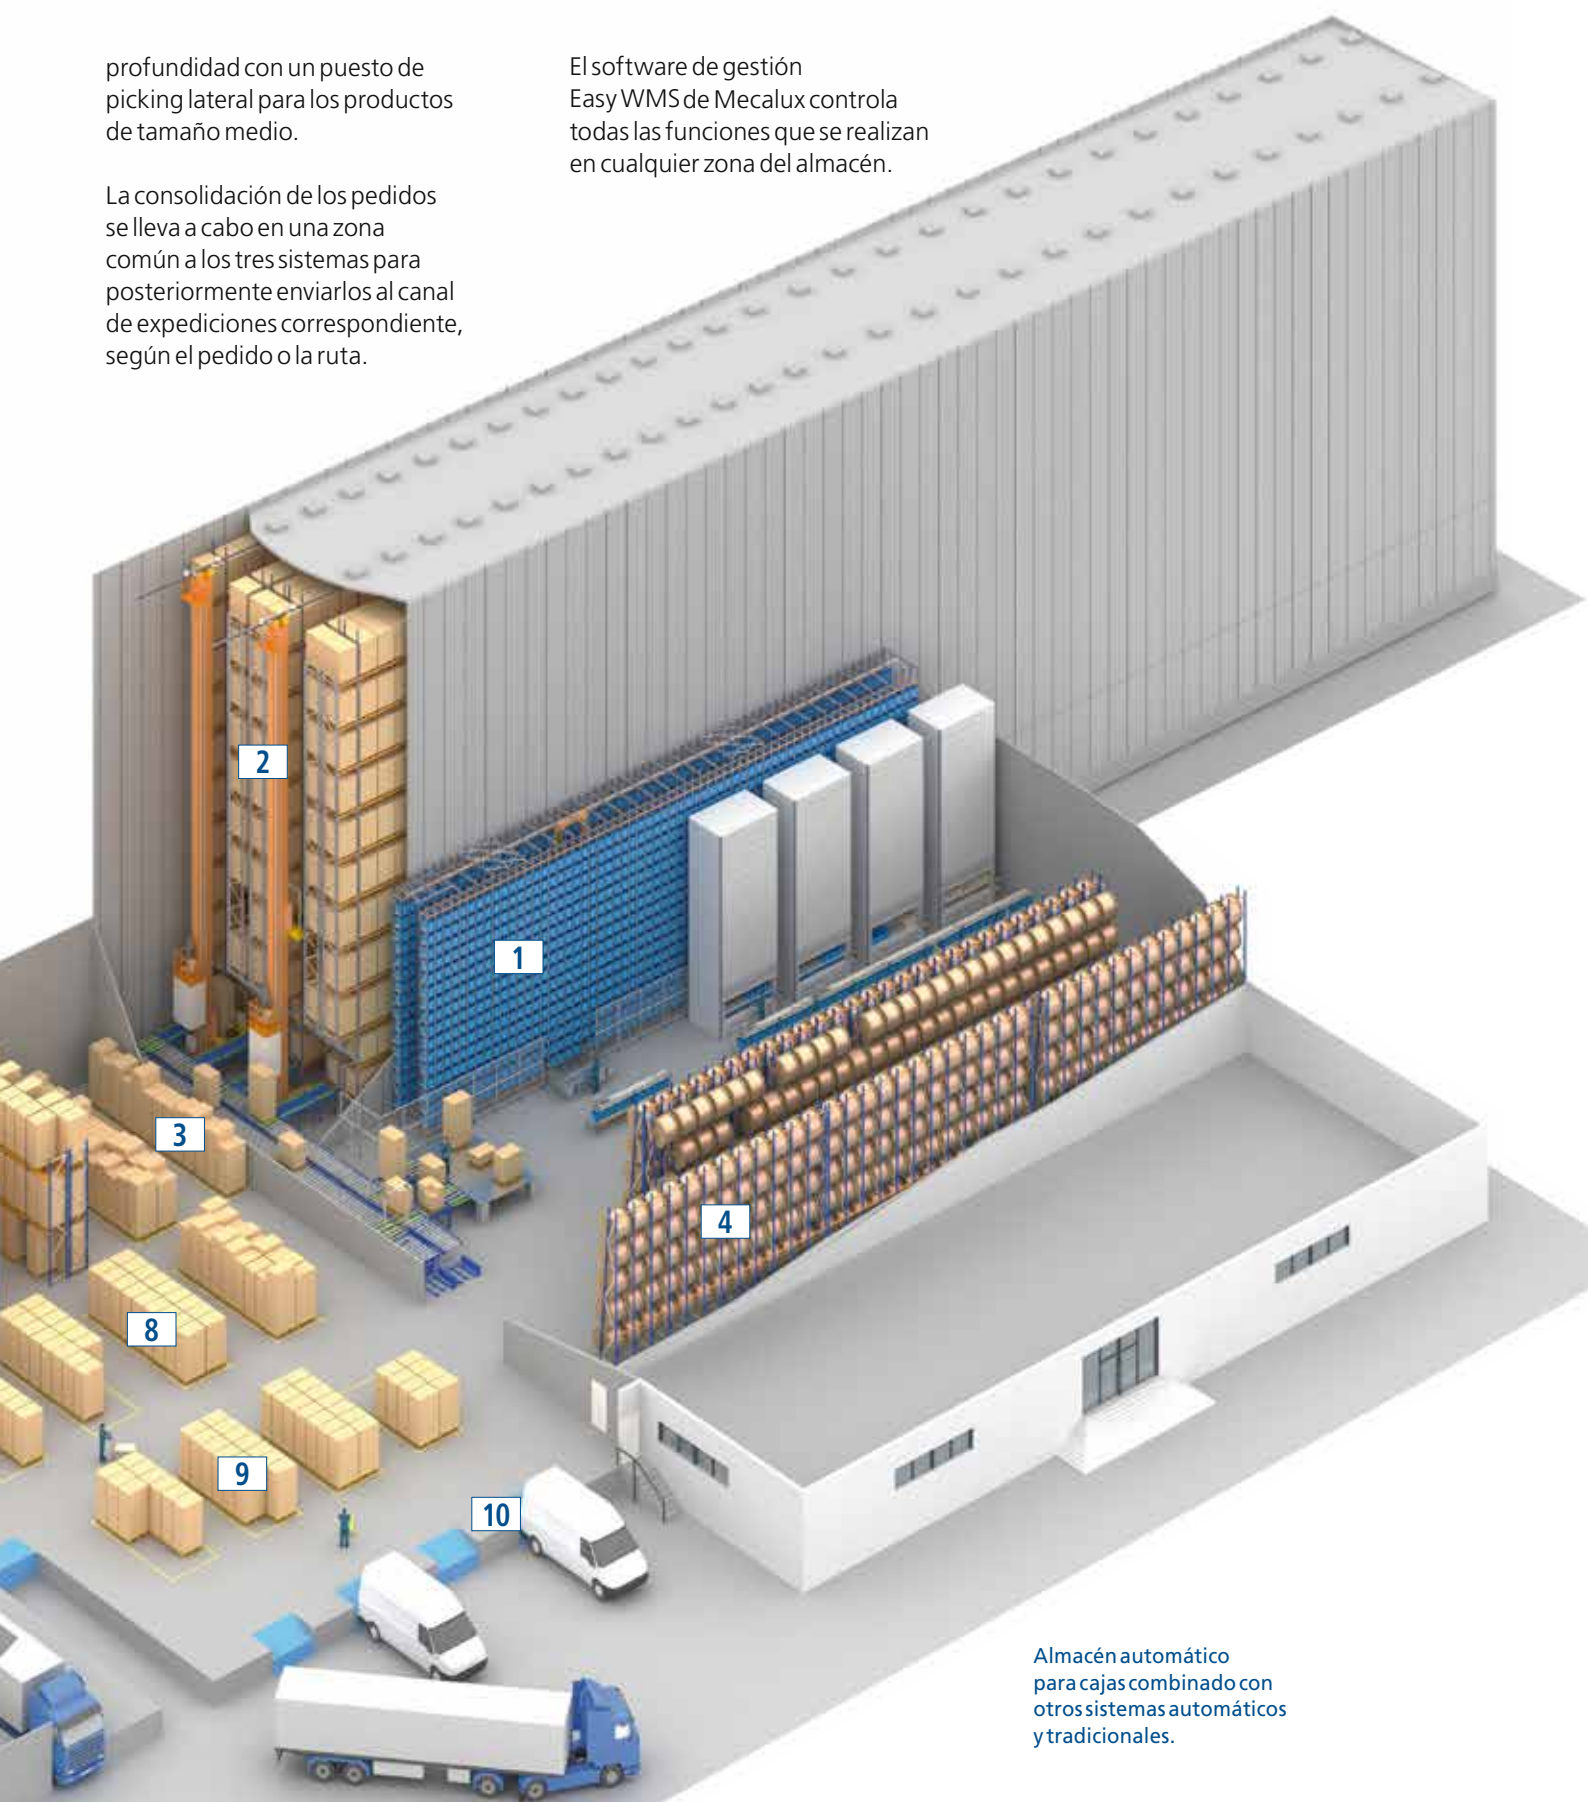 profundidad con un puesto de
picking lateral para los productos
de tamaño medio.
La consolidación de los pedidos
se lleva a cabo en una zona
común a los tres sistemas para
posteriormente enviarlos al canal
de expediciones correspondiente,
según el pedido o la ruta.
El software de gestión
Easy WMS de Mecalux controla
todas las funciones que se realizan
en cualquier zona del almacén.
2
1
3
4
8
9
10
Almacén automático
para cajas combinado con
otros sistemas automáticos
y tradicionales.